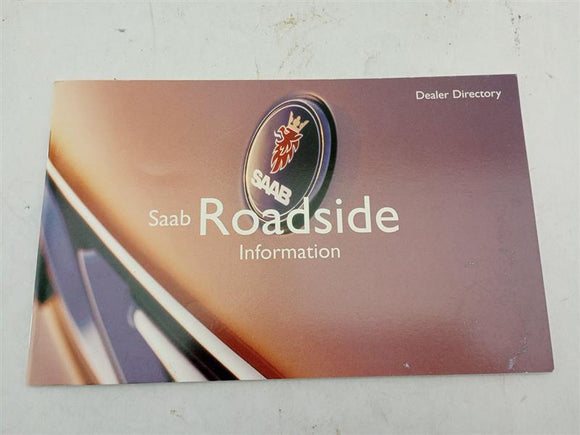 Dealer Directory
SAAB
Saab Roadside
Information